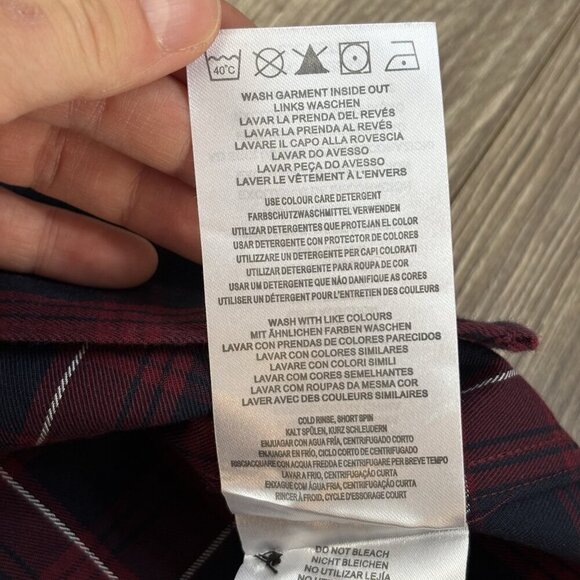 40°C
WASH GARMENT INSIDE OUT
LINKS WASCHEN
LAVAR LA PRENDA DEL REVÉS
LAVAR LA PRENDA AL REVÉS
LAVARE IL CAPO ALLA ROVESCIA
LAVAR DO AVESSO
LAVAR PEÇA DO AVESSO
LAVER LE VÊTEMENT À L'ENVERS
USE COLOUR CARE DETERGENT
FARBSCHUTZWASCHMITTEL VERWENDEN
UTILIZAR DETERGENTES QUE PROTEJAN EL COLOR
USAR DETERGENTE CON PROTECTOR DE COLORES
UTILIZZARE UN DETERGENTE PER CAPI COLORATI
UTILIZAR DETERGENTE PARA ROUPA DE COR
USAR UM DETERGENTE QUE NÃO DANIFIQUE AS CORES
UTILISER UN DÉTERGENT POUR L'ENTRETIEN DES COULEURS
WASH WITH LIKE COLOURS
MIT ÄHNLICHEN FARBEN WASCHEN
LAVAR CON PRENDAS DE COLORES PARECIDOS
LAVAR CON COLORES SIMILARES
LAVARE CON COLORI SIMILI
LAVAR COM CORES SEMELHANTES
LAVAR COM ROUPAS DA MESMA COR
LAVER AVEC DES COULEURS SIMILAIRES
COLD RINSE, SHORT SPIN
KALT SPÜLEN, KURZ SCHLEUDERN
ENJUAGAR CON AGUA FRÍA, CENTRIFUGADO CORTO
ENJUAGAR EN FRÍO, CICLO CORTO DE CENTRIFUGADO
RISCIACQUARE CON ACQUA FREDDA E CENTRIFUGARE PER BREVE TEMPO
LAVAR A FRIO, CENTRIFUGAÇÃO CURTA
ENXAGUE COM ÁGUA FRIA, CENTRIFUGAÇÃO CURTA
RINCER À FROID, CYCLE D'ESSORAGE COURT
DO NOT BLEACH
NICHT BLEICHEN
NO UTILIZAR LEJÍA